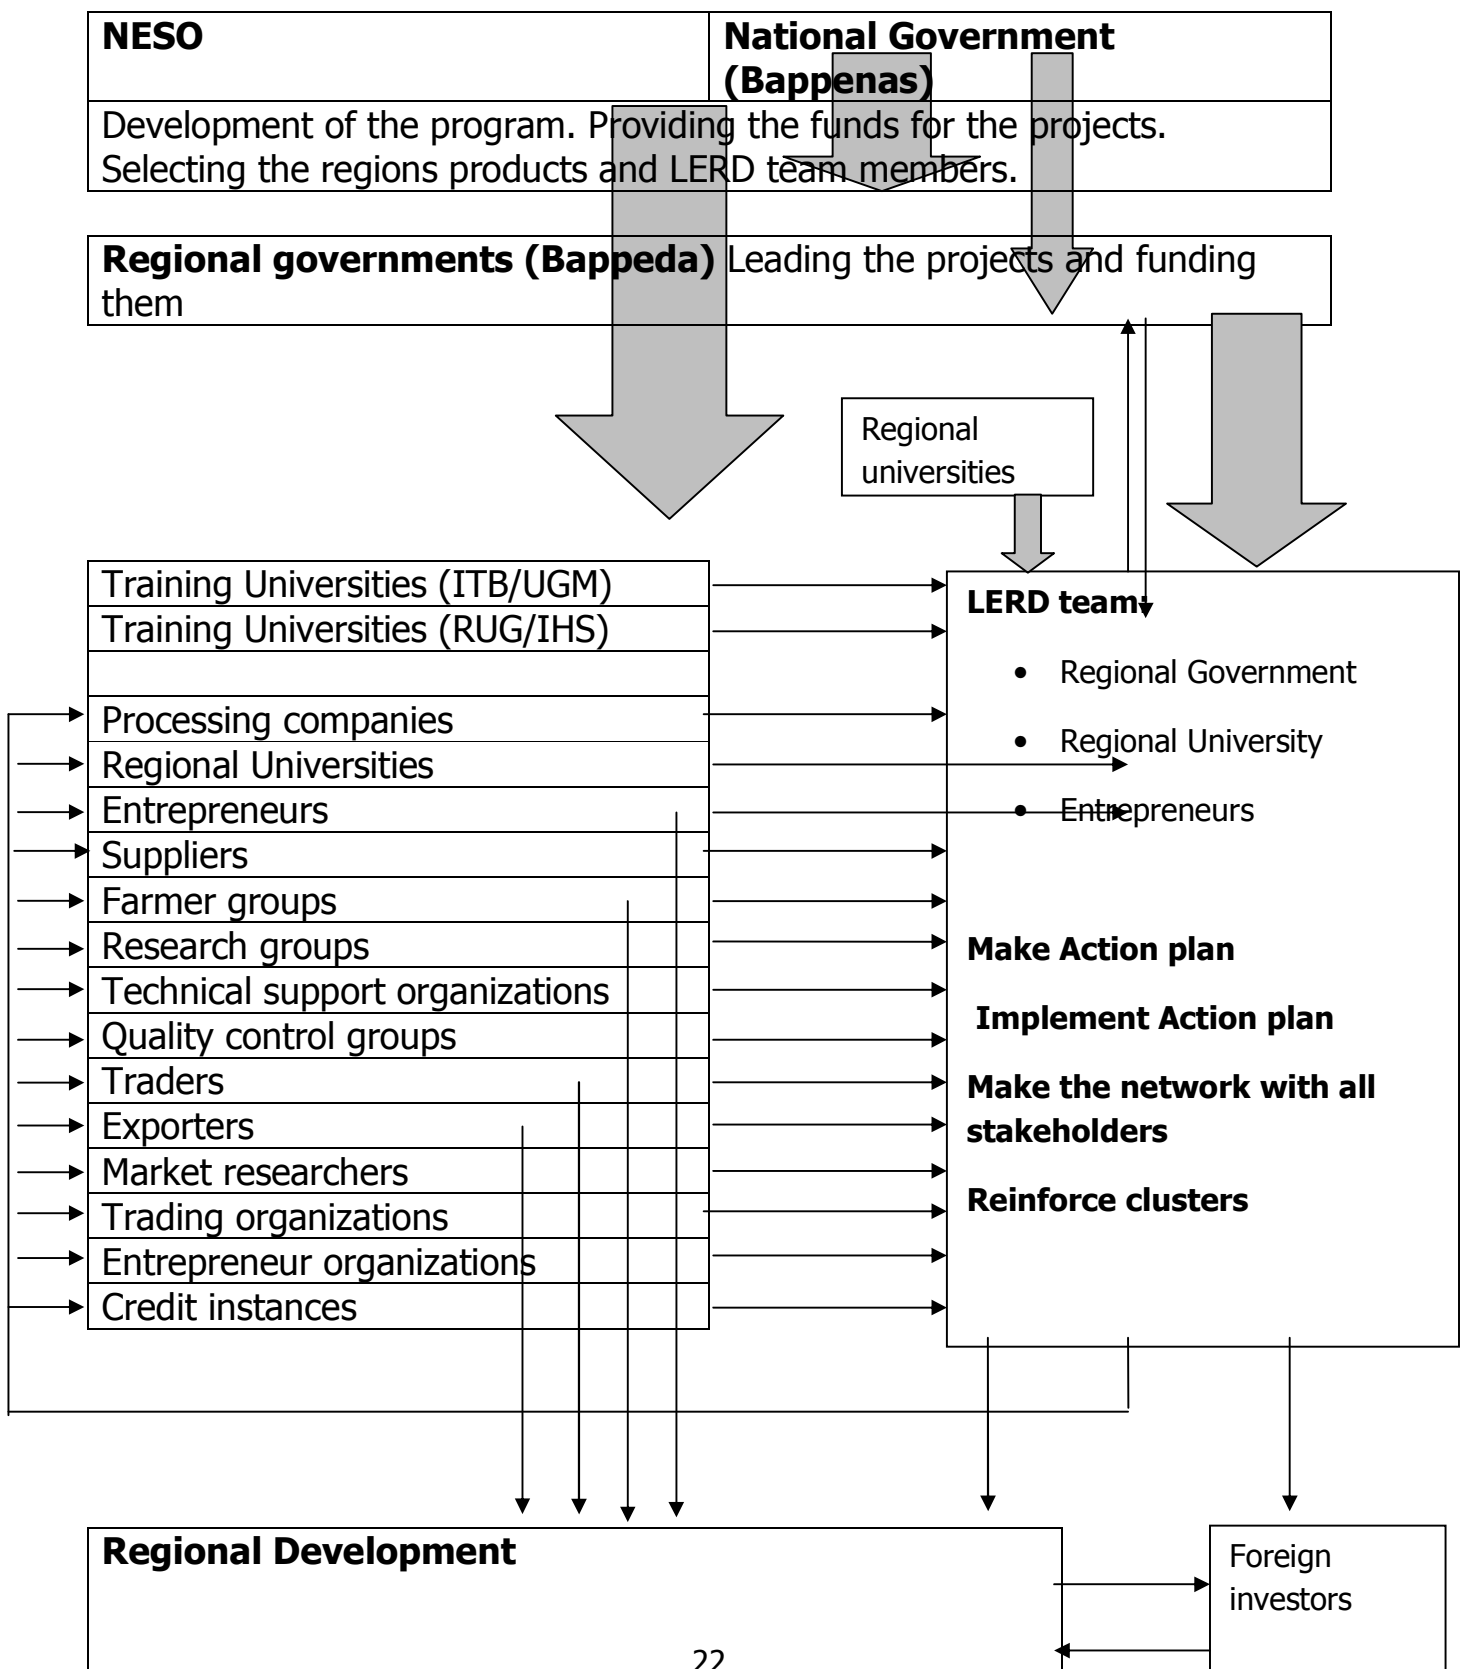 NESO
National Government
(Bappenas)
Development of the program. Providing the funds for the projects.
Selecting the regions products and LERD team members.
Regional governments (Bappeda) Leading the projects and funding
them
Regional
universities
Training Universities (ITB/UGM)
Training Universities (RUG/IHS)
Processing companies
Regional Universities
Entrepreneurs
Suppliers
Farmer groups
Research groups
Technical support organizations
Quality control groups
Traders
Exporters
Market researchers
Trading organizations
Entrepreneur organizations
Credit instances
LERD team:
• Regional Government
• Regional University
• Entrepreneurs
Make Action plan
Implement Action plan
Make the network with all
stakeholders
Reinforce clusters
Regional Development
Foreign
investors
22